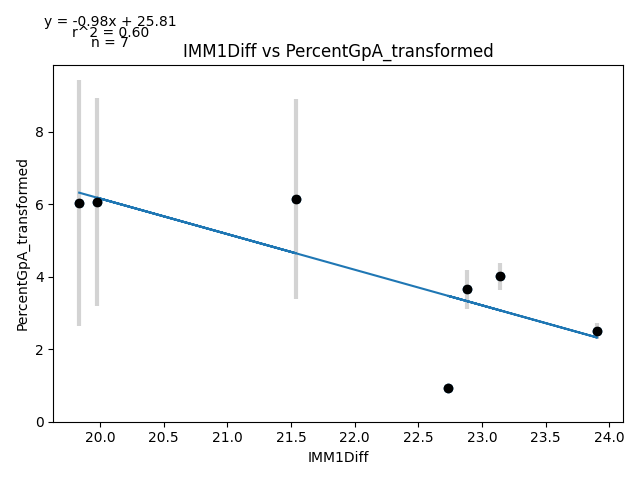 y = -0.98x + 25.81
r^2 = 0.60
n = 7
IMM1Diff vs PercentGpA_transformed
PercentGpA_transformed
8
6
4
2
0
20.0 20.5 21.0 21.5 22.0 22.5 23.0 23.5 24.0
IMM1Diff